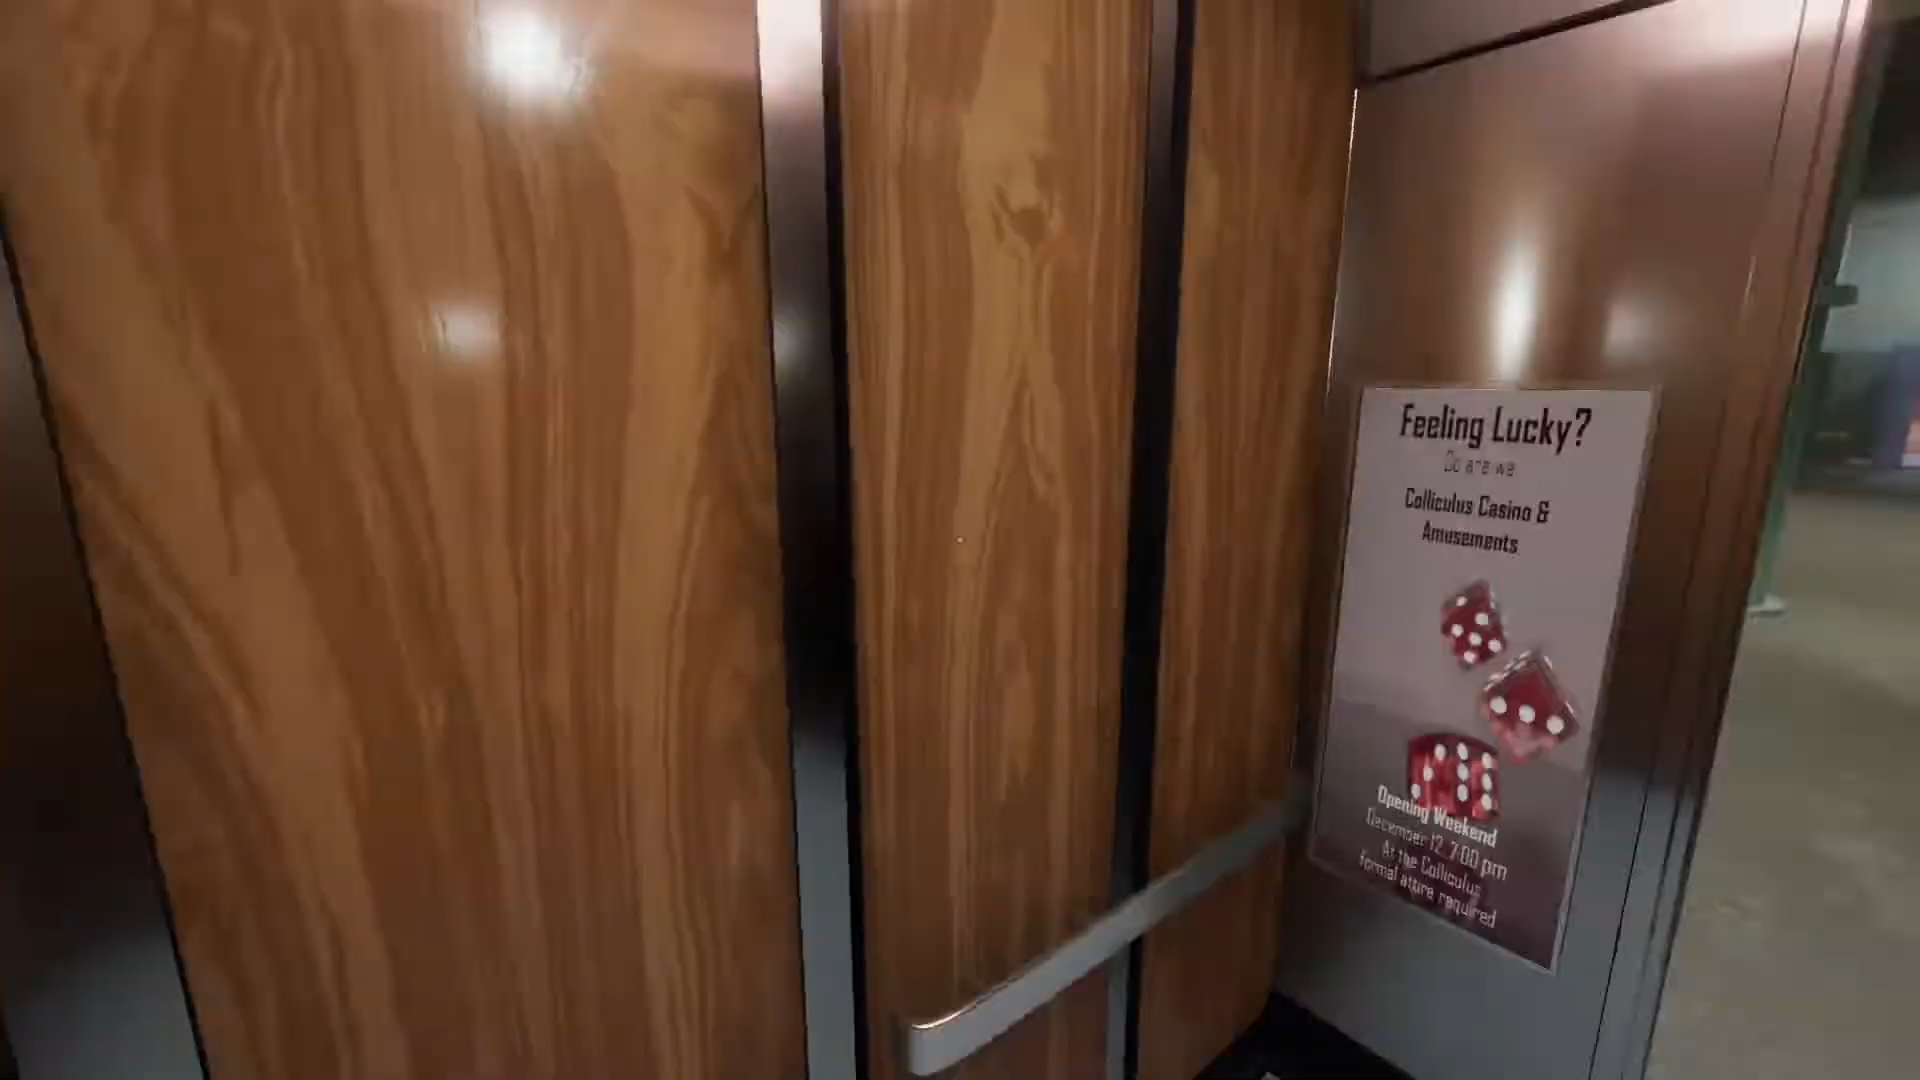 Feeling Lucky?
So are we
Colliculus Casino &
Amusements
Opening Weekend
December 12, 7:00 pm
At the Colliculus
formal attire required